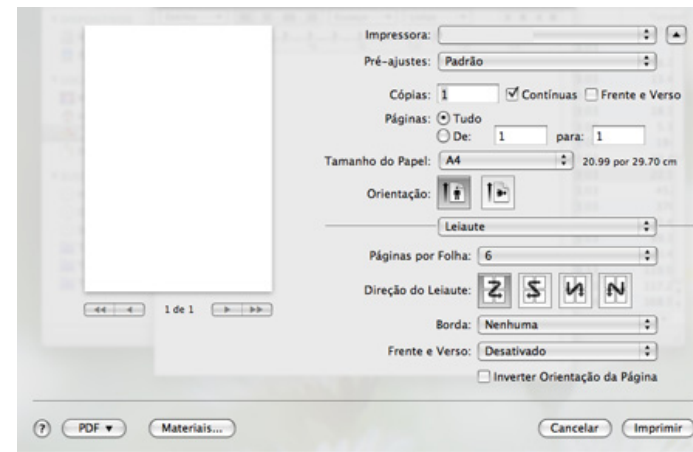 Impressora:
Pré-ajustes: Padrão
Cópias: 1 Contínuas Frente e Verso
Páginas: Tudo
De: 1 para: 1
Tamanho do Papel: A4 20.99 por 29.70 cm
Orientação:
Leiaute
Páginas por Folha: 6
Direção do Leiaute:
1 de 1
Borda: Nenhuma
Frente e Verso: Desativado
Inverter Orientação da Página
? PDF Materiais... Cancelar Imprimir